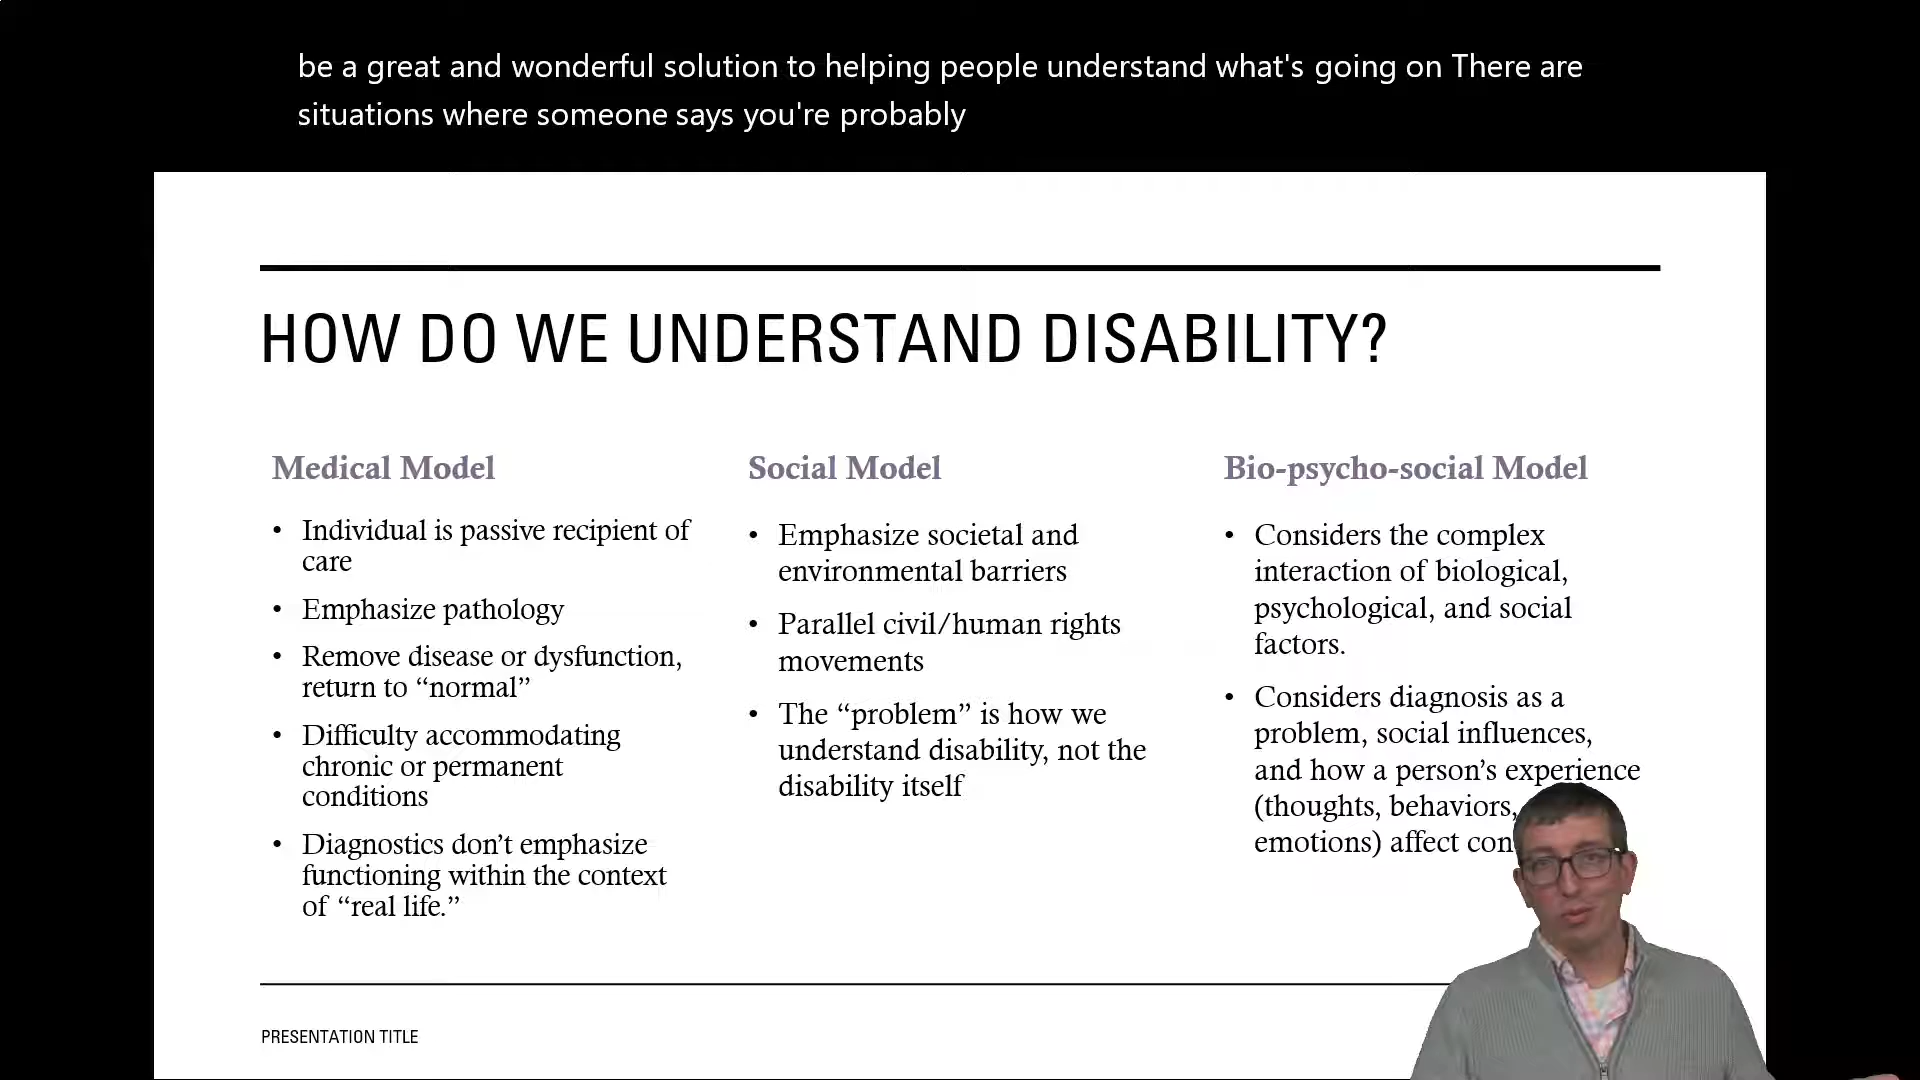 be a great and wonderful solution to helping people understand what's going on There are
situations where someone says you're probably
HOW DO WE UNDERSTAND DISABILITY?
Medical Model
• Individual is passive recipient of
care
• Emphasize pathology
• Remove disease or dysfunction,
return to “normal”
• Difficulty accommodating
chronic or permanent
conditions
• Diagnostics don’t emphasize
functioning within the context
of “real life.”
Social Model
• Emphasize societal and
environmental barriers
• Parallel civil/human rights
movements
• The “problem” is how we
understand disability, not the
disability itself
Bio-psycho-social Model
• Considers the complex
interaction of biological,
psychological, and social
factors.
• Considers diagnosis as a
problem, social influences,
and how a person’s experience
(thoughts, behaviors,
emotions) affect
PRESENTATION TITLE